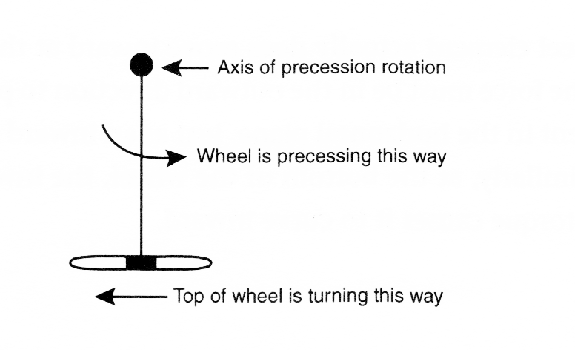 Axis of precession rotation
Wheel is precessing this way
Top of wheel is turning this way